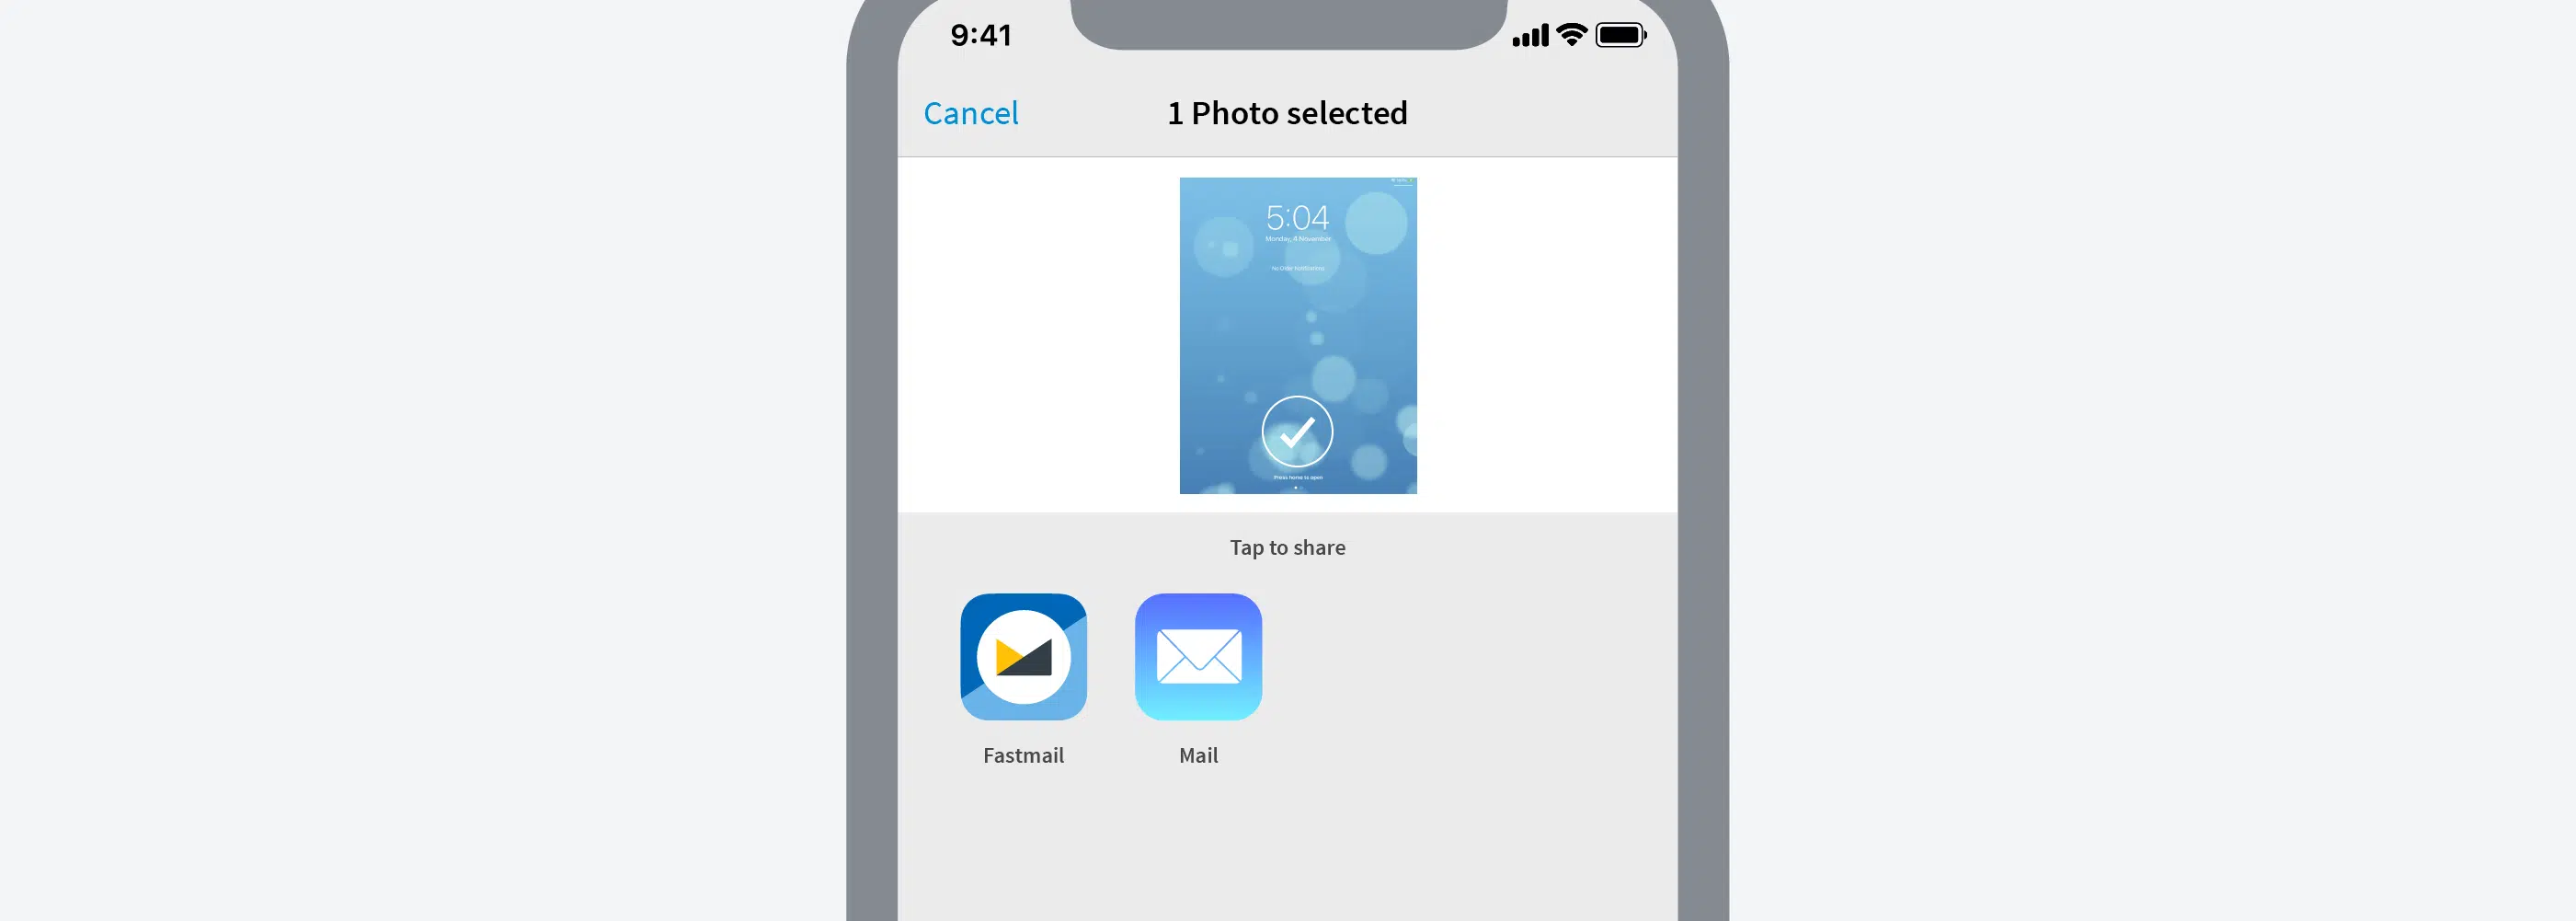 9:41
Cancel
1 Photo selected
5:04
Monday, 4 November
No Older Notifications
Press home to open
Tap to share
Fastmail
Mail